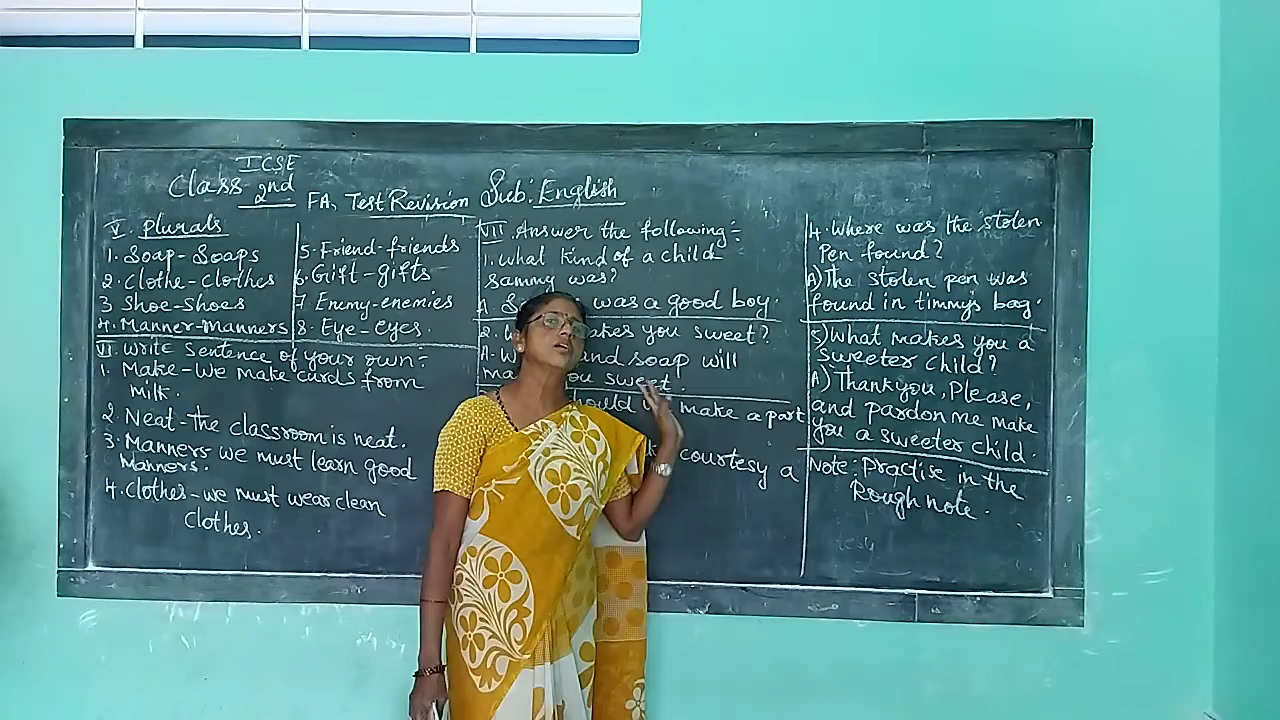 ICSE
Class 2nd FA1 Test Revision Sub: English
V. plurals
1. Soap-Soaps
2. Clothe-clothes
3 Shoe-shoes
4. Manner-manners
5. Friend-friends
6. Gift-gifts
7 Enemy-enemies
8. Eye-eyes.
VI. Write sentence of your own:-
1. Make-We make curds from
milk.
2 Neat-The classroom is neat.
3. Manners we must learn good
Manners.
4. Clothes-we must wear clean
Clothes.
VII. Answer the following:-
1. What kind of a child
Sammy was?
A was a good boy.
2. you sweet?
A. and soap will
sweet.
make a part
courtesy a
4. Where was the stolen
Pen found?
A) The stolen pen was
found in timmy's bag.
5) What makes you a
sweeter child?
A) Thank you, Please,
and pardon me make
you a sweeter child.
Note: practise in the
Rough note.